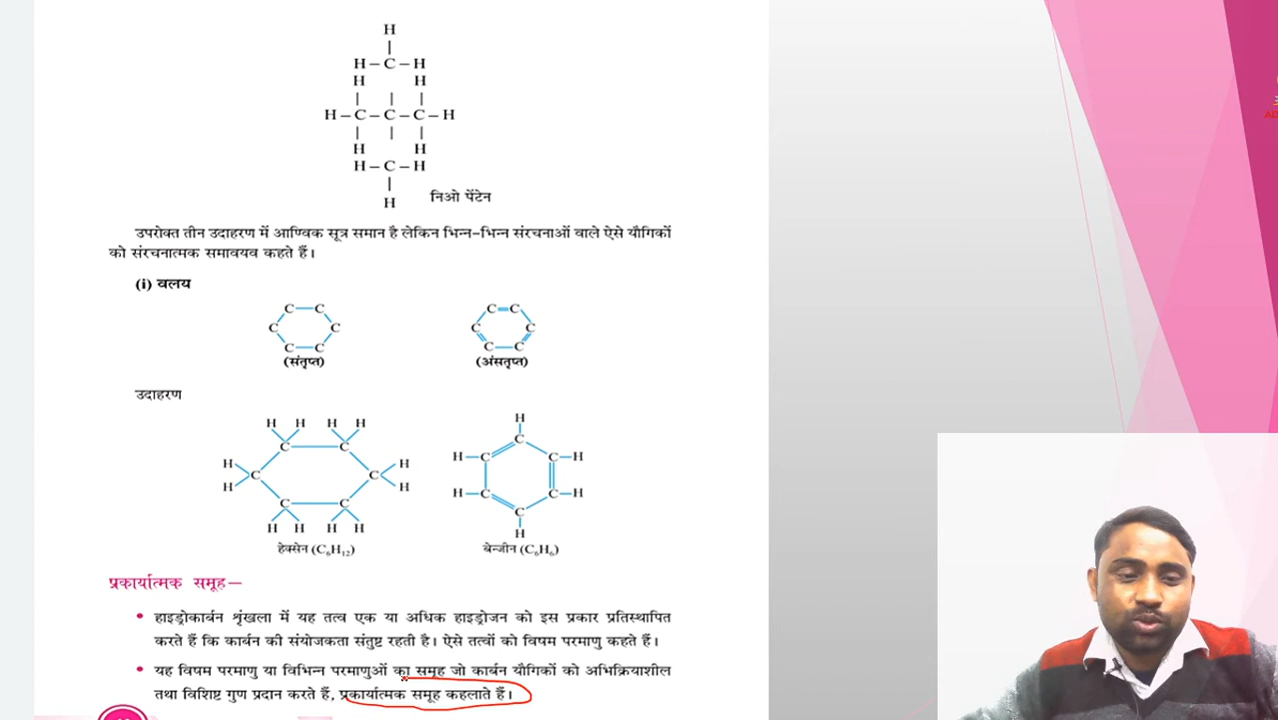 H
H–C–H
H H
H–C–C–C–H
H H
H–C–H
H
निओ पेंटेन
उपरोक्त तीन उदाहरण में आण्विक सूत्र समान है लेकिन भिन्न-भिन्न संरचनाओं वाले ऐसे यौगिकों
को संरचनात्मक समावयव कहते हैं।
(i) वलय
C C C C
C C C C
C C C C
(संतृप्त) (अंसतृप्त)
उदाहरण
H H H H H
C C C
H C C H H C C H
H H H C C H
C C C
H H H H H
हेक्सेन (C₆H₁₂) बेन्जीन (C₆H₆)
प्रकार्यात्मक समूह–
• हाइड्रोकार्बन श्रृंखला में यह तत्व एक या अधिक हाइड्रोजन को इस प्रकार प्रतिस्थापित
करते हैं कि कार्बन की संयोजकता संतुष्ट रहती है। ऐसे तत्वों को विषम परमाणु कहते हैं।
• यह विषम परमाणु या विभिन्न परमाणुओं का समूह जो कार्बन यौगिकों को अभिक्रियाशील
तथा विशिष्ट गुण प्रदान करते हैं, प्रकार्यात्मक समूह कहलाते हैं।